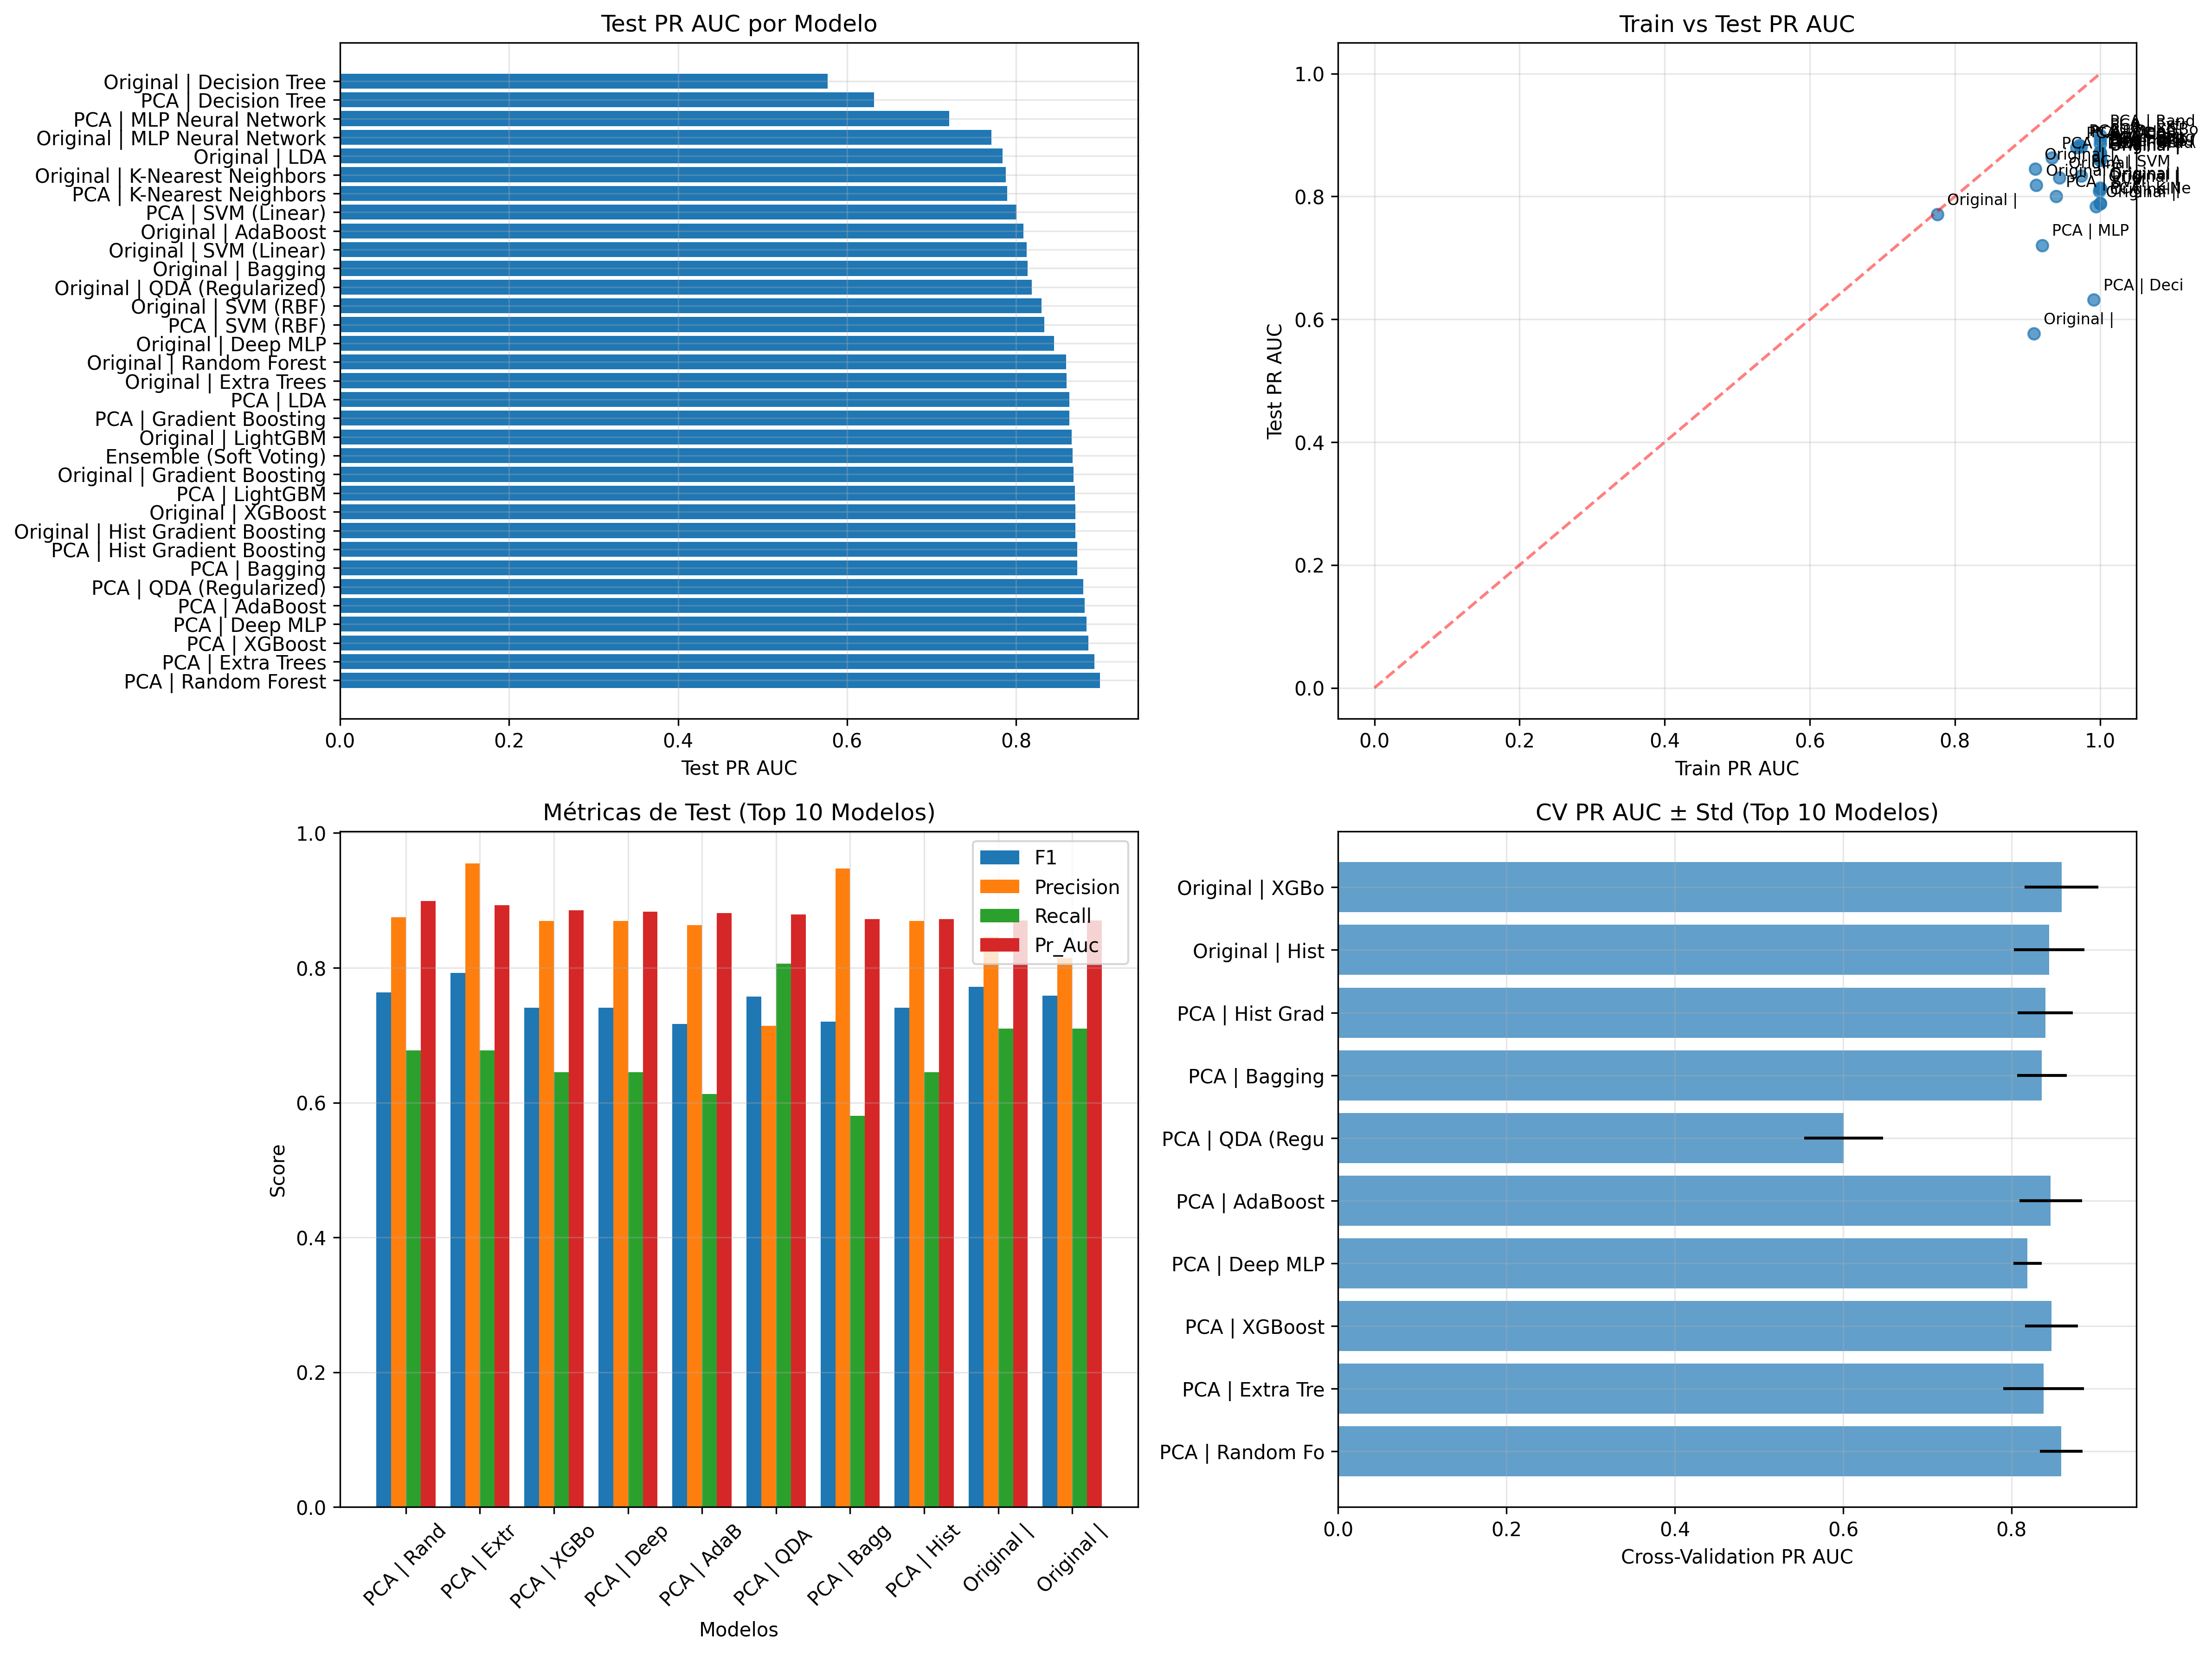 Test PR AUC por Modelo
Original | Decision Tree
PCA | Decision Tree
PCA | MLP Neural Network
Original | MLP Neural Network
Original | LDA
Original | K-Nearest Neighbors
PCA | K-Nearest Neighbors
PCA | SVM (Linear)
Original | AdaBoost
Original | SVM (Linear)
Original | Bagging
Original | QDA (Regularized)
Original | SVM (RBF)
PCA | SVM (RBF)
Original | Deep MLP
Original | Random Forest
Original | Extra Trees
PCA | LDA
PCA | Gradient Boosting
Original | LightGBM
Ensemble (Soft Voting)
Original | Gradient Boosting
PCA | LightGBM
Original | XGBoost
Original | Hist Gradient Boosting
PCA | Hist Gradient Boosting
PCA | Bagging
PCA | QDA (Regularized)
PCA | AdaBoost
PCA | Deep MLP
PCA | XGBoost
PCA | Extra Trees
PCA | Random Forest
0.0 0.2 0.4 0.6 0.8
Test PR AUC
Train vs Test PR AUC
Test PR AUC
1.0
0.8
0.6
0.4
0.2
0.0
PCA | Rand
Original |
PCA | MLP
PCA | Deci
Original |
0.0 0.2 0.4 0.6 0.8 1.0
Train PR AUC
Métricas de Test (Top 10 Modelos)
F1
Precision
Recall
Pr_Auc
Score
1.0
0.8
0.6
0.4
0.2
0.0
PCA | Rand
PCA | Extr
PCA | XGBo
PCA | Deep
PCA | AdaB
PCA | QDA
PCA | Bagg
PCA | Hist
Original |
Original |
Modelos
CV PR AUC ± Std (Top 10 Modelos)
Original | XGBo
Original | Hist
PCA | Hist Grad
PCA | Bagging
PCA | QDA (Regu
PCA | AdaBoost
PCA | Deep MLP
PCA | XGBoost
PCA | Extra Tre
PCA | Random Fo
0.0 0.2 0.4 0.6 0.8
Cross-Validation PR AUC